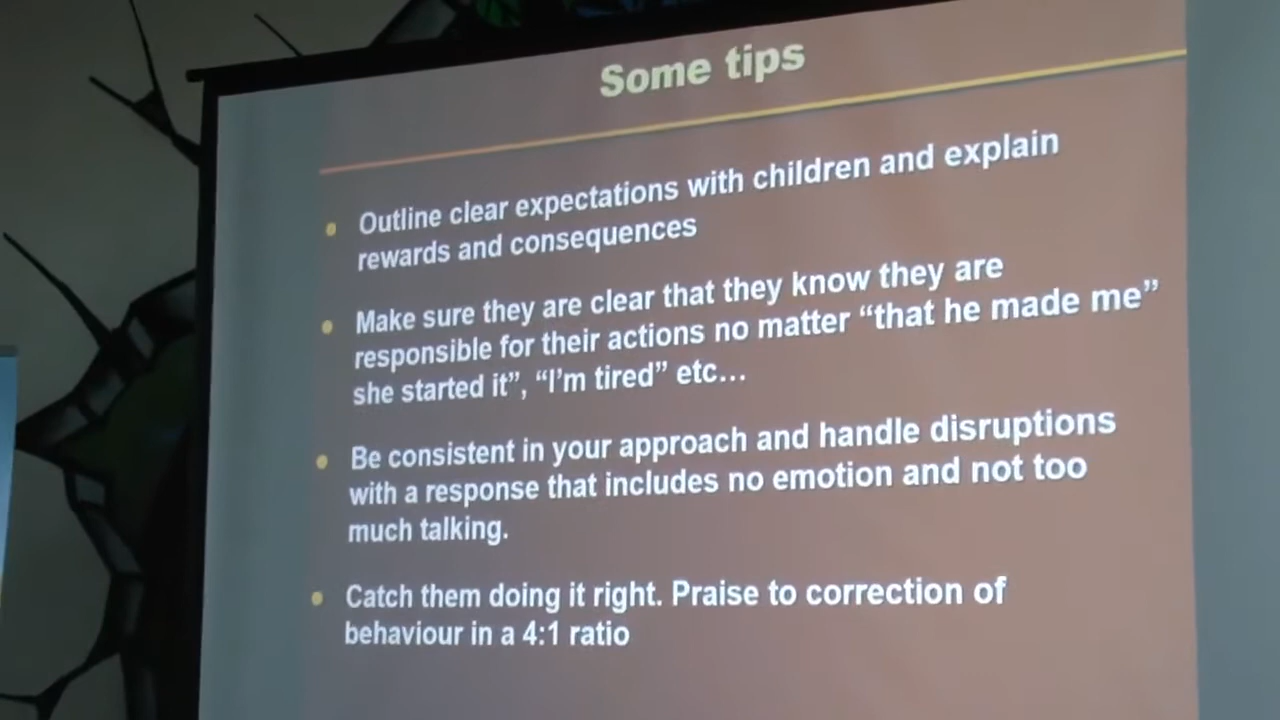 Some tips
• Outline clear expectations with children and explain
rewards and consequences
• Make sure they are clear that they know they are
responsible for their actions no matter “that he made me”
she started it”, “I’m tired” etc…
• Be consistent in your approach and handle disruptions
with a response that includes no emotion and not too
much talking.
• Catch them doing it right. Praise to correction of
behaviour in a 4:1 ratio